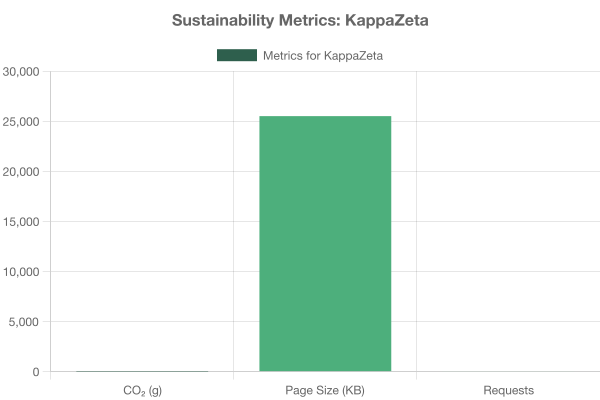 Sustainability Metrics: KappaZeta
Metrics for KappaZeta
30,000
25,000
20,000
15,000
10,000
5,000
0
CO₂ (g) Page Size (KB) Requests